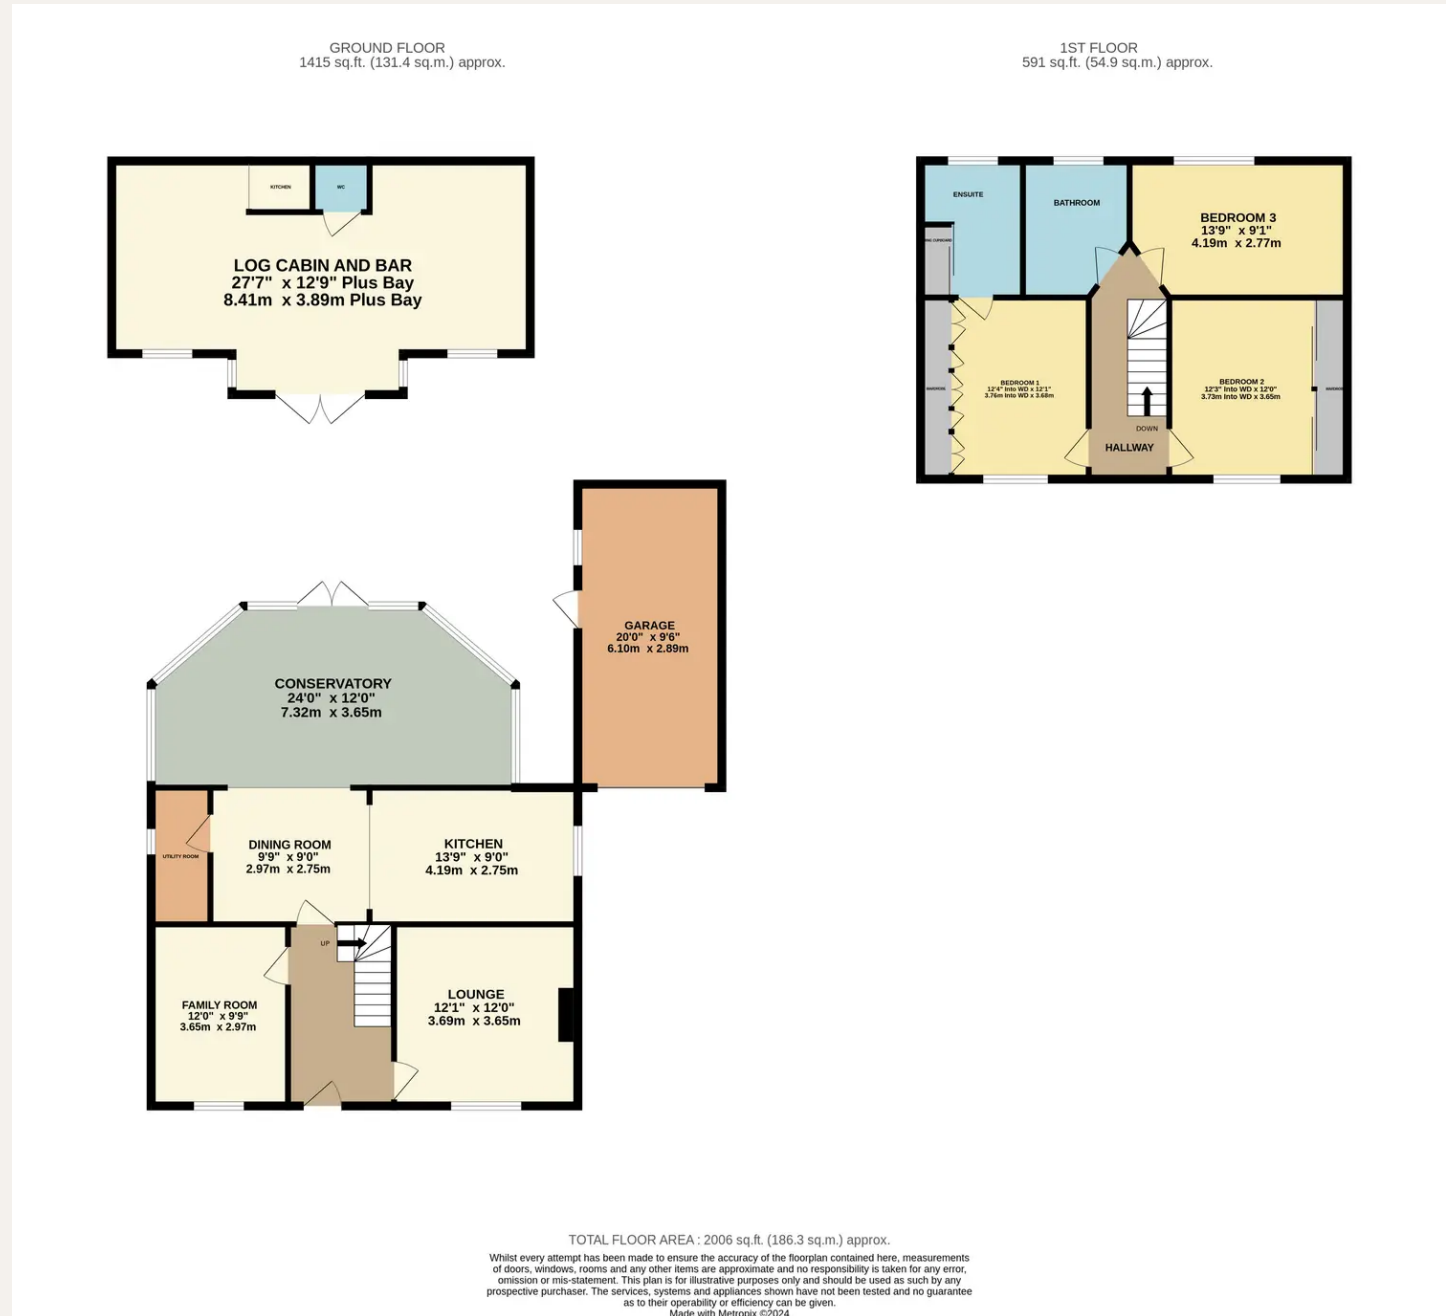 GROUND FLOOR
1415 sq.ft. (131.4 sq.m.) approx.
1ST FLOOR
591 sq.ft. (54.9 sq.m.) approx.
KITCHEN
WC
LOG CABIN AND BAR
27'7" x 12'9" Plus Bay
8.41m x 3.89m Plus Bay
ENSUITE
BATHROOM
BEDROOM 3
13'9" x 9'1"
4.19m x 2.77m
BEDROOM 1
12'4" Into WD x 12'1"
3.76m Into WD x 3.68m
BEDROOM 2
12'3" Into WD x 12'0"
3.73m Into WD x 3.65m
DOWN
HALLWAY
GARAGE
20'0" x 9'6"
6.10m x 2.89m
CONSERVATORY
24'0" x 12'0"
7.32m x 3.65m
UTILITY ROOM
DINING ROOM
9'9" x 9'0"
2.97m x 2.75m
KITCHEN
13'9" x 9'0"
4.19m x 2.75m
UP
FAMILY ROOM
12'0" x 9'9"
3.65m x 2.97m
LOUNGE
12'1" x 12'0"
3.69m x 3.65m
TOTAL FLOOR AREA : 2006 sq.ft. (186.3 sq.m.) approx.
Whilst every attempt has been made to ensure the accuracy of the floorplan contained here, measurements
of doors, windows, rooms and any other items are approximate and no responsibility is taken for any error,
omission or mis-statement. This plan is for illustrative purposes only and should be used as such by any
prospective purchaser. The services, systems and appliances shown have not been tested and no guarantee
as to their operability or efficiency can be given.
Made with Metropix ©2024